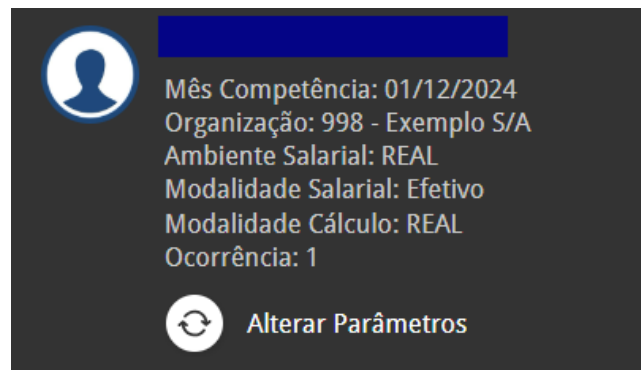 Mês Competência: 01/12/2024
Organização: 998 - Exemplo S/A
Ambiente Salarial: REAL
Modalidade Salarial: Efetivo
Modalidade Cálculo: REAL
Ocorrência: 1
Alterar Parâmetros